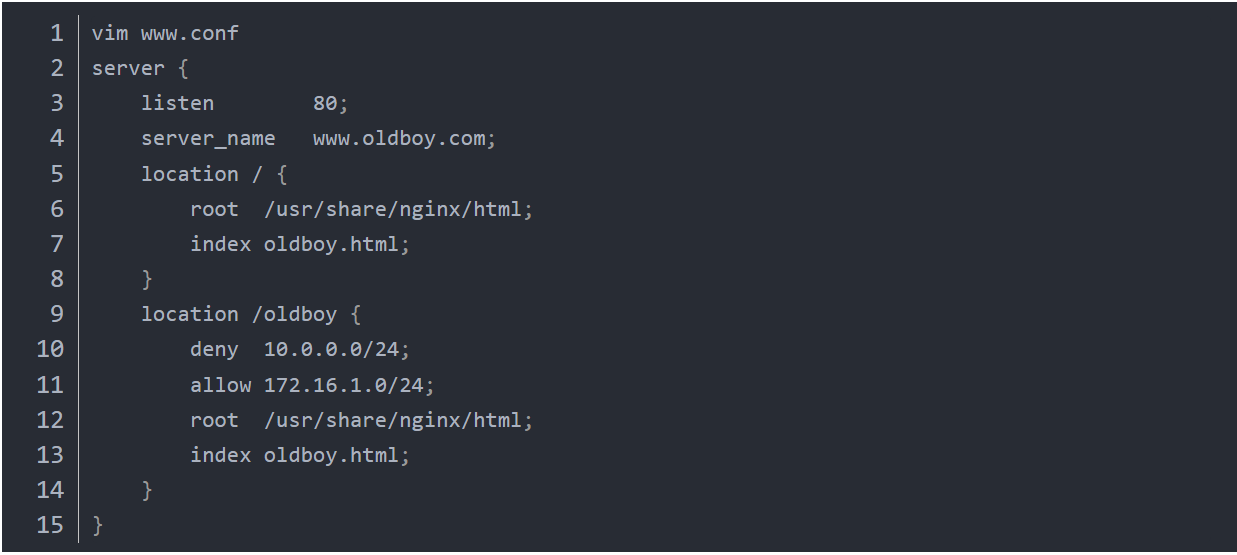 1 vim www.conf
2 server {
3     listen        80;
4     server_name   www.oldboy.com;
5     location / {
6         root  /usr/share/nginx/html;
7         index oldboy.html;
8     }
9     location /oldboy {
10         deny  10.0.0.0/24;
11         allow 172.16.1.0/24;
12         root  /usr/share/nginx/html;
13         index oldboy.html;
14     }
15 }